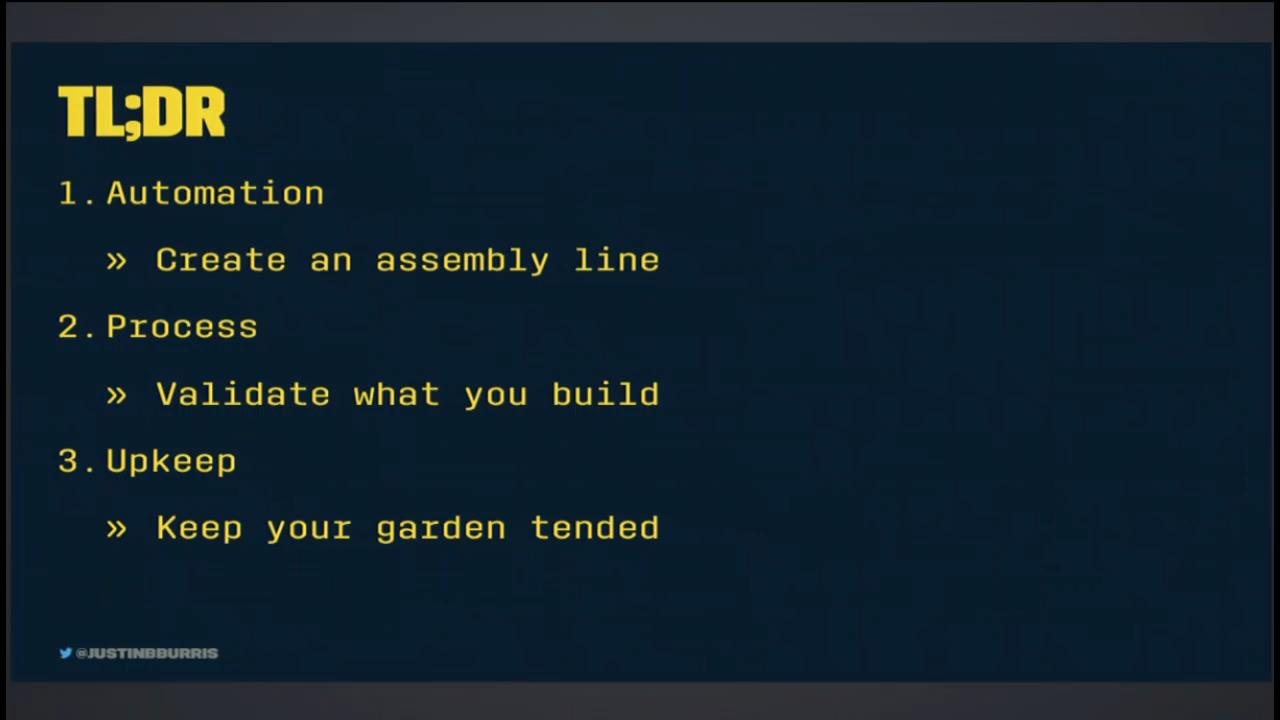 TL;DR
1. Automation
» Create an assembly line
2. Process
» Validate what you build
3. Upkeep
» Keep your garden tended
@JUSTINBBURRIS